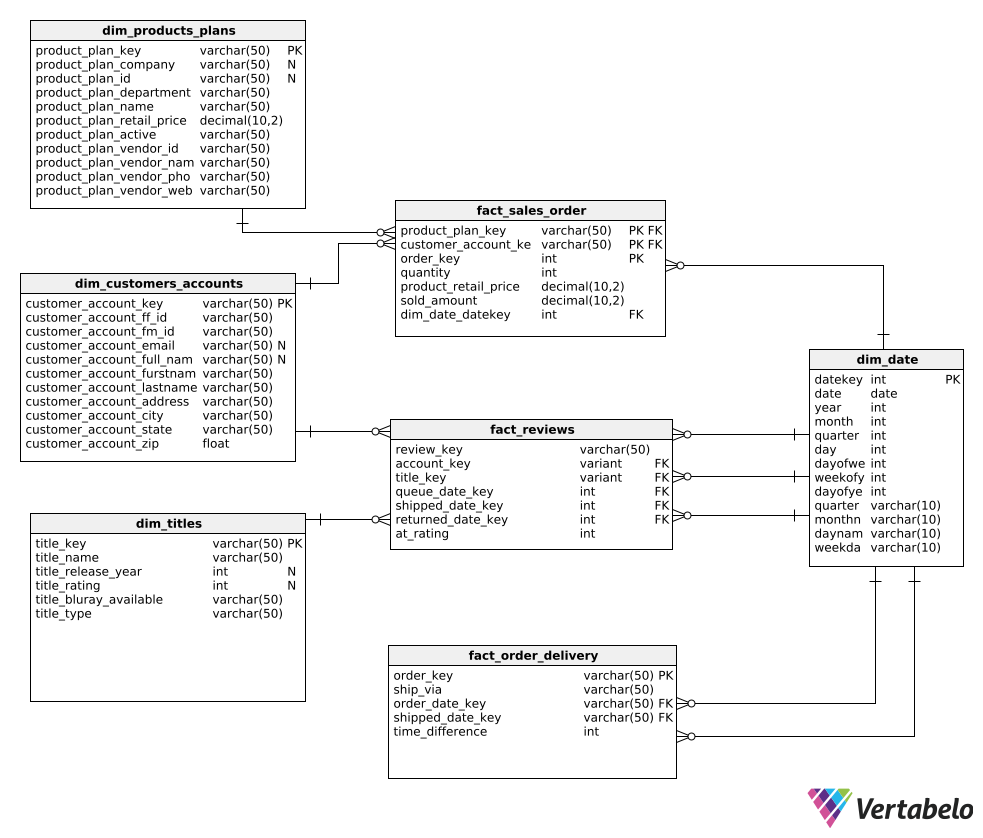 dim_products_plans
product_plan_key varchar(50) PK
product_plan_company varchar(50) N
product_plan_id varchar(50) N
product_plan_department varchar(50)
product_plan_name varchar(50)
product_plan_retail_price decimal(10,2)
product_plan_active varchar(50)
product_plan_vendor_id varchar(50)
product_plan_vendor_nam varchar(50)
product_plan_vendor_pho varchar(50)
product_plan_vendor_web varchar(50)
fact_sales_order
product_plan_key varchar(50) PK FK
customer_account_ke varchar(50) PK FK
order_key int PK
quantity int
product_retail_price decimal(10,2)
sold_amount decimal(10,2)
dim_date_datekey int FK
dim_customers_accounts
customer_account_key varchar(50) PK
customer_account_ff_id varchar(50)
customer_account_fm_id varchar(50)
customer_account_email varchar(50) N
customer_account_full_nam varchar(50) N
customer_account_furstnam varchar(50)
customer_account_lastname varchar(50)
customer_account_address varchar(50)
customer_account_city varchar(50)
customer_account_state varchar(50)
customer_account_zip float
dim_date
datekey int PK
date date
year int
month int
quarter int
day int
dayofwe int
weekofy int
dayofye int
quarter varchar(10)
monthn varchar(10)
daynam varchar(10)
weekda varchar(10)
fact_reviews
review_key varchar(50)
account_key variant FK
title_key variant FK
queue_date_key int FK
shipped_date_key int FK
returned_date_key int FK
at_rating int
dim_titles
title_key varchar(50) PK
title_name varchar(50)
title_release_year int N
title_rating int N
title_bluray_available varchar(50)
title_type varchar(50)
fact_order_delivery
order_key varchar(50) PK
ship_via varchar(50)
order_date_key varchar(50) FK
shipped_date_key varchar(50) FK
time_difference int
Vertabelo